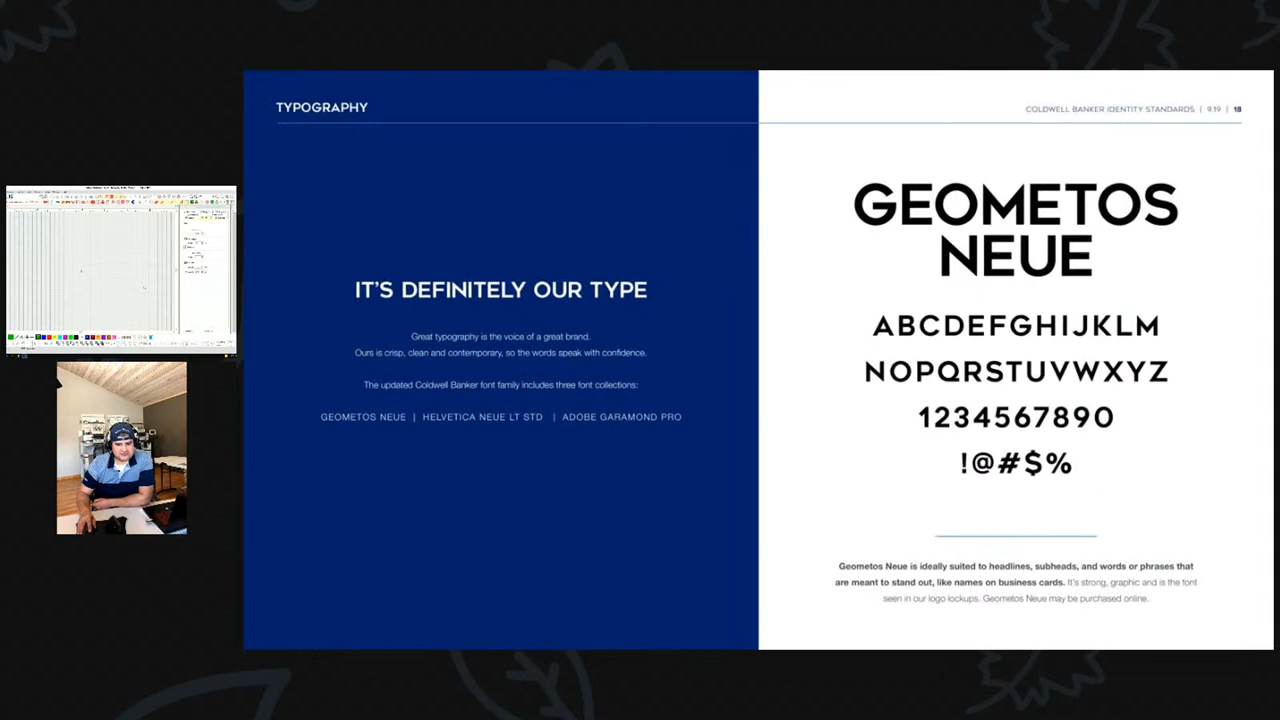 TYPOGRAPHY
COLDWELL BANKER IDENTITY STANDARDS | 9.19 | 18
IT'S DEFINITELY OUR TYPE
Great typography is the voice of a great brand.
Ours is crisp, clean and contemporary, so the words speak with confidence.
The updated Coldwell Banker font family includes three font collections:
GEOMETOS NEUE | HELVETICA NEUE LT STD | ADOBE GARAMOND PRO
GEOMETOS
NEUE
ABCDEFGHIJKLM
NOPQRSTUVWXYZ
1234567890
!@#$%
Geometos Neue is ideally suited to headlines, subheads, and words or phrases that
are meant to stand out, like names on business cards. It's strong, graphic and is the font
seen in our logo lockups. Geometos Neue may be purchased online.